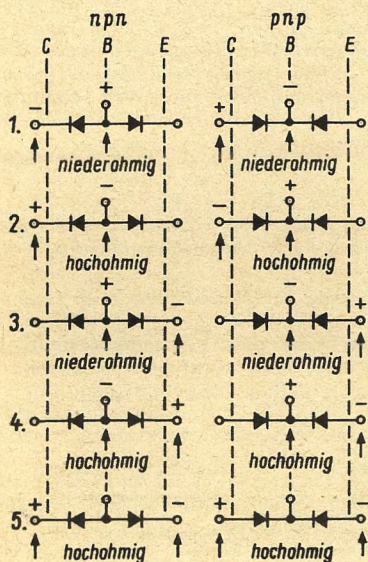 npn pnp
C B E C B E
+ −
1. − +
niederohmig niederohmig
− +
2. + −
hochohmig hochohmig
+ −
3. − +
niederohmig niederohmig
− +
4. + −
hochohmig hochohmig
5. + − + −
hochohmig hochohmig